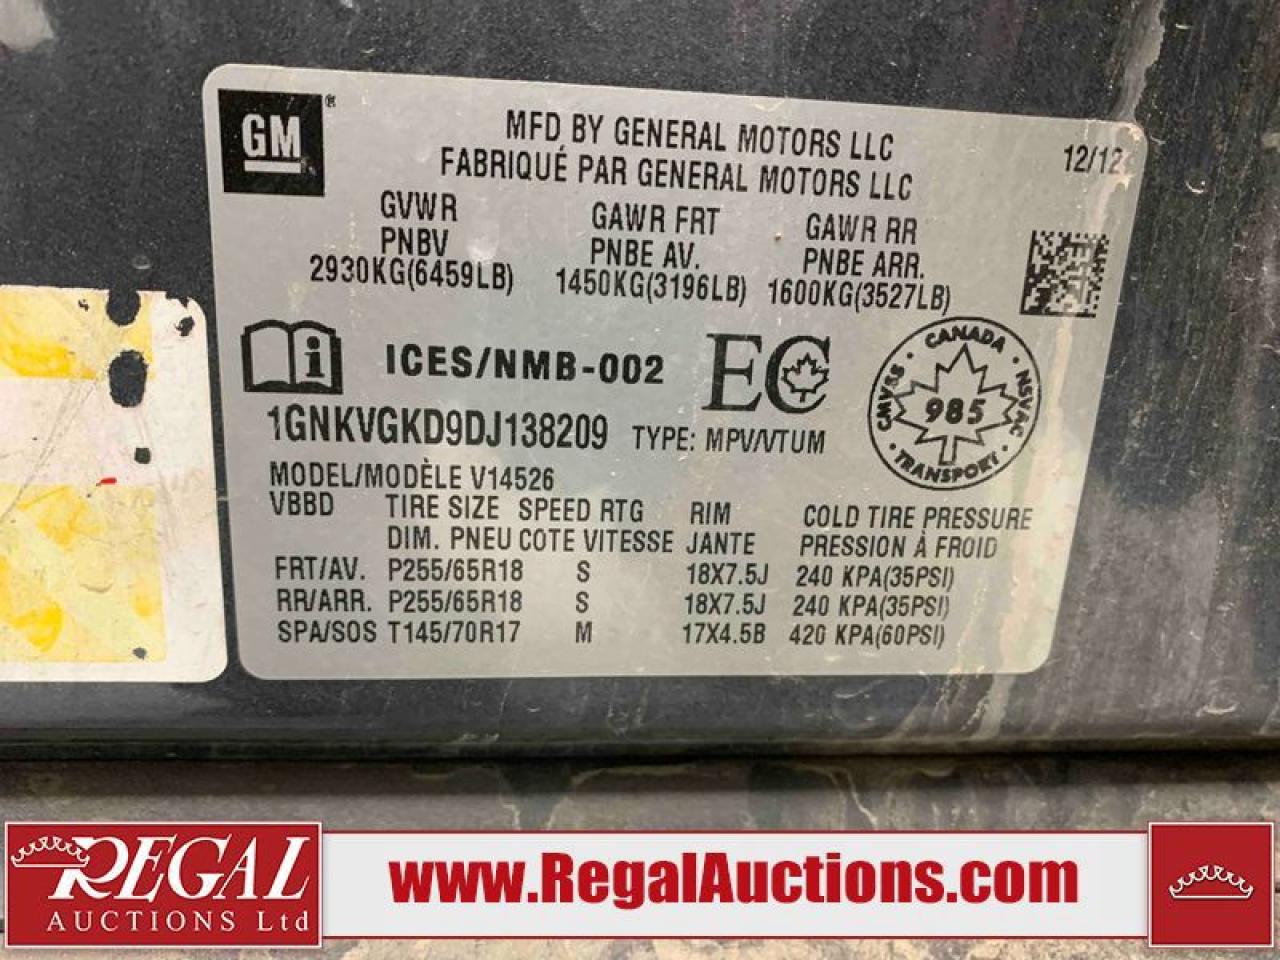 GM ®
MFD BY GENERAL MOTORS LLC
FABRIQUÉ PAR GENERAL MOTORS LLC
12/12
GVWR GAWR FRT GAWR RR
PNBV PNBE AV. PNBE ARR.
2930KG(6459LB) 1450KG(3196LB) 1600KG(3527LB)
i ICES/NMB-002 EC
CANADA
CMVSS 985 NSVAC
TRANSPORT
1GNKVGKD9DJ138209 TYPE: MPV/VTUM
MODEL/MODÈLE V14526
VBBD TIRE SIZE SPEED RTG RIM COLD TIRE PRESSURE
DIM. PNEU COTE VITESSE JANTE PRESSION À FROID
FRT/AV. P255/65R18 S 18X7.5J 240 KPA(35PSI)
RR/ARR. P255/65R18 S 18X7.5J 240 KPA(35PSI)
SPA/SOS T145/70R17 M 17X4.5B 420 KPA(60PSI)
REGAL
AUCTIONS Ltd
www.RegalAuctions.com